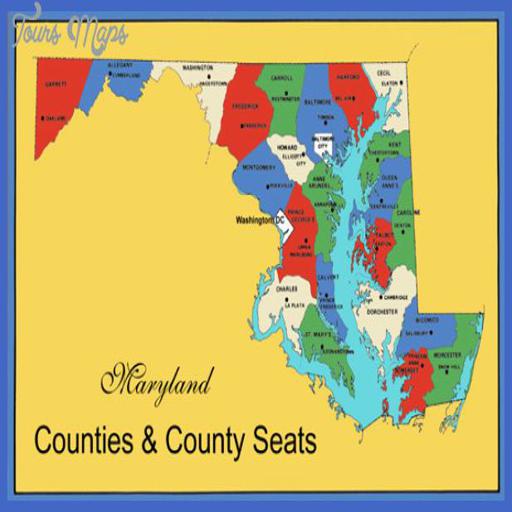 Tours Maps
GARRETT
OAKLAND
ALLEGANY
CUMBERLAND
WASHINGTON
HAGERSTOWN
FREDERICK
FREDERICK
CARROLL
WESTMINSTER
BALTIMORE
TOWSON
HARFORD
BEL AIR
CECIL
ELKTON
BALTIMORE
CITY
HOWARD
ELLICOTT
CITY
KENT
CHESTERTOWN
MONTGOMERY
ROCKVILLE
ANNE
ARUNDEL
ANNAPOLIS
QUEEN
ANNE'S
CENTREVILLE
CAROLINE
DENTON
Washington DC
PRINCE
GEORGE'S
UPPER
MARLBORO
TALBOT
EASTON
CALVERT
PRINCE
FREDERICK
CHARLES
LA PLATA
CAMBRIDGE
DORCHESTER
ST. MARY'S
LEONARDTOWN
WICOMICO
SALISBURY
PRINCESS
ANNE
SOMERSET
WORCESTER
SNOW HILL
Maryland
Counties & County Seats